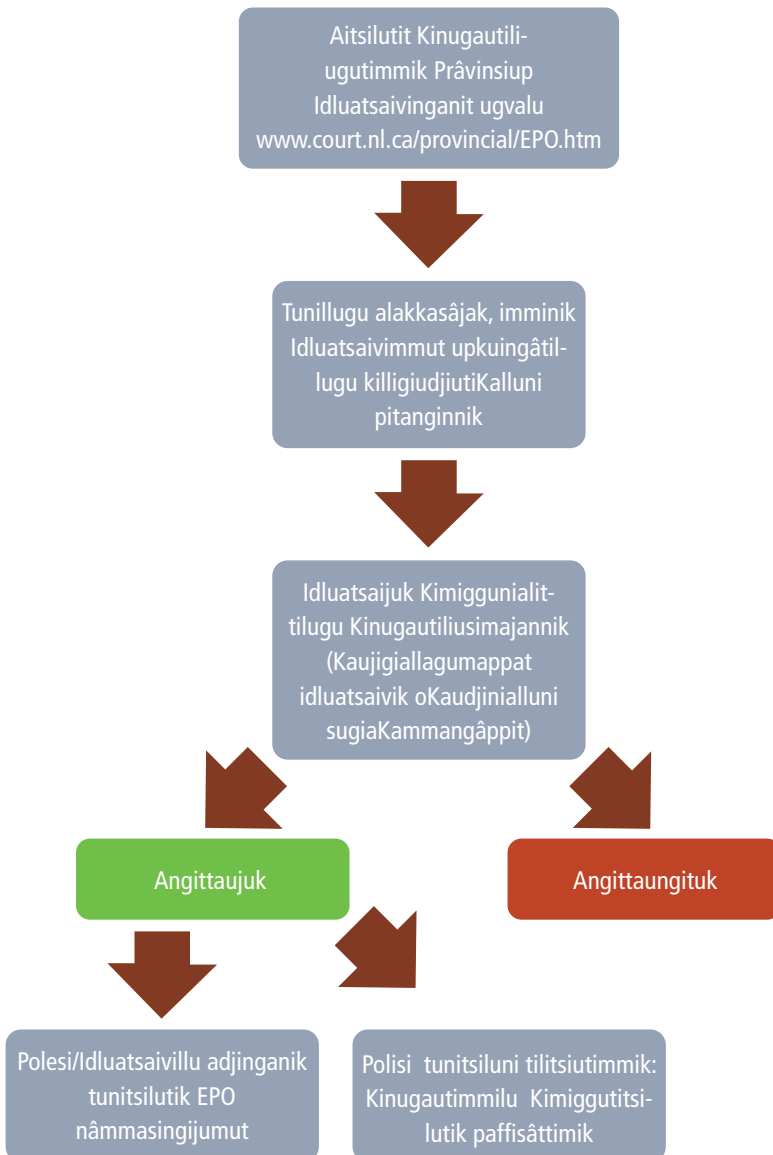 Aitsilutit Kinugautili-
ugutimmik Prâvinsiup
Idluatsaivinganit ugvalu
www.court.nl.ca/provincial/EPO.htm
Tunillugu alakkasâjak, imminik
Idluatsaivimmut upkuingâtil-
lugu killigiudjiutiKalluni
pitanginnik
Idluatsaijuk Kimiggunialit-
tilugu Kinugautiliusimajannik
(Kaujigiallagumappat
idluatsaivik oKaudjinialluni
sugiaKammangâppit)
Angittaujuk
Angittaungituk
Polesi/Idluatsaivillu adjinganik
tunitsilutik EPO
nâmmasingijumut
Polisi tunitsiluni tilitsiutimmik:
Kinugautimmilu Kimiggutitsi-
lutik paffisâttimik